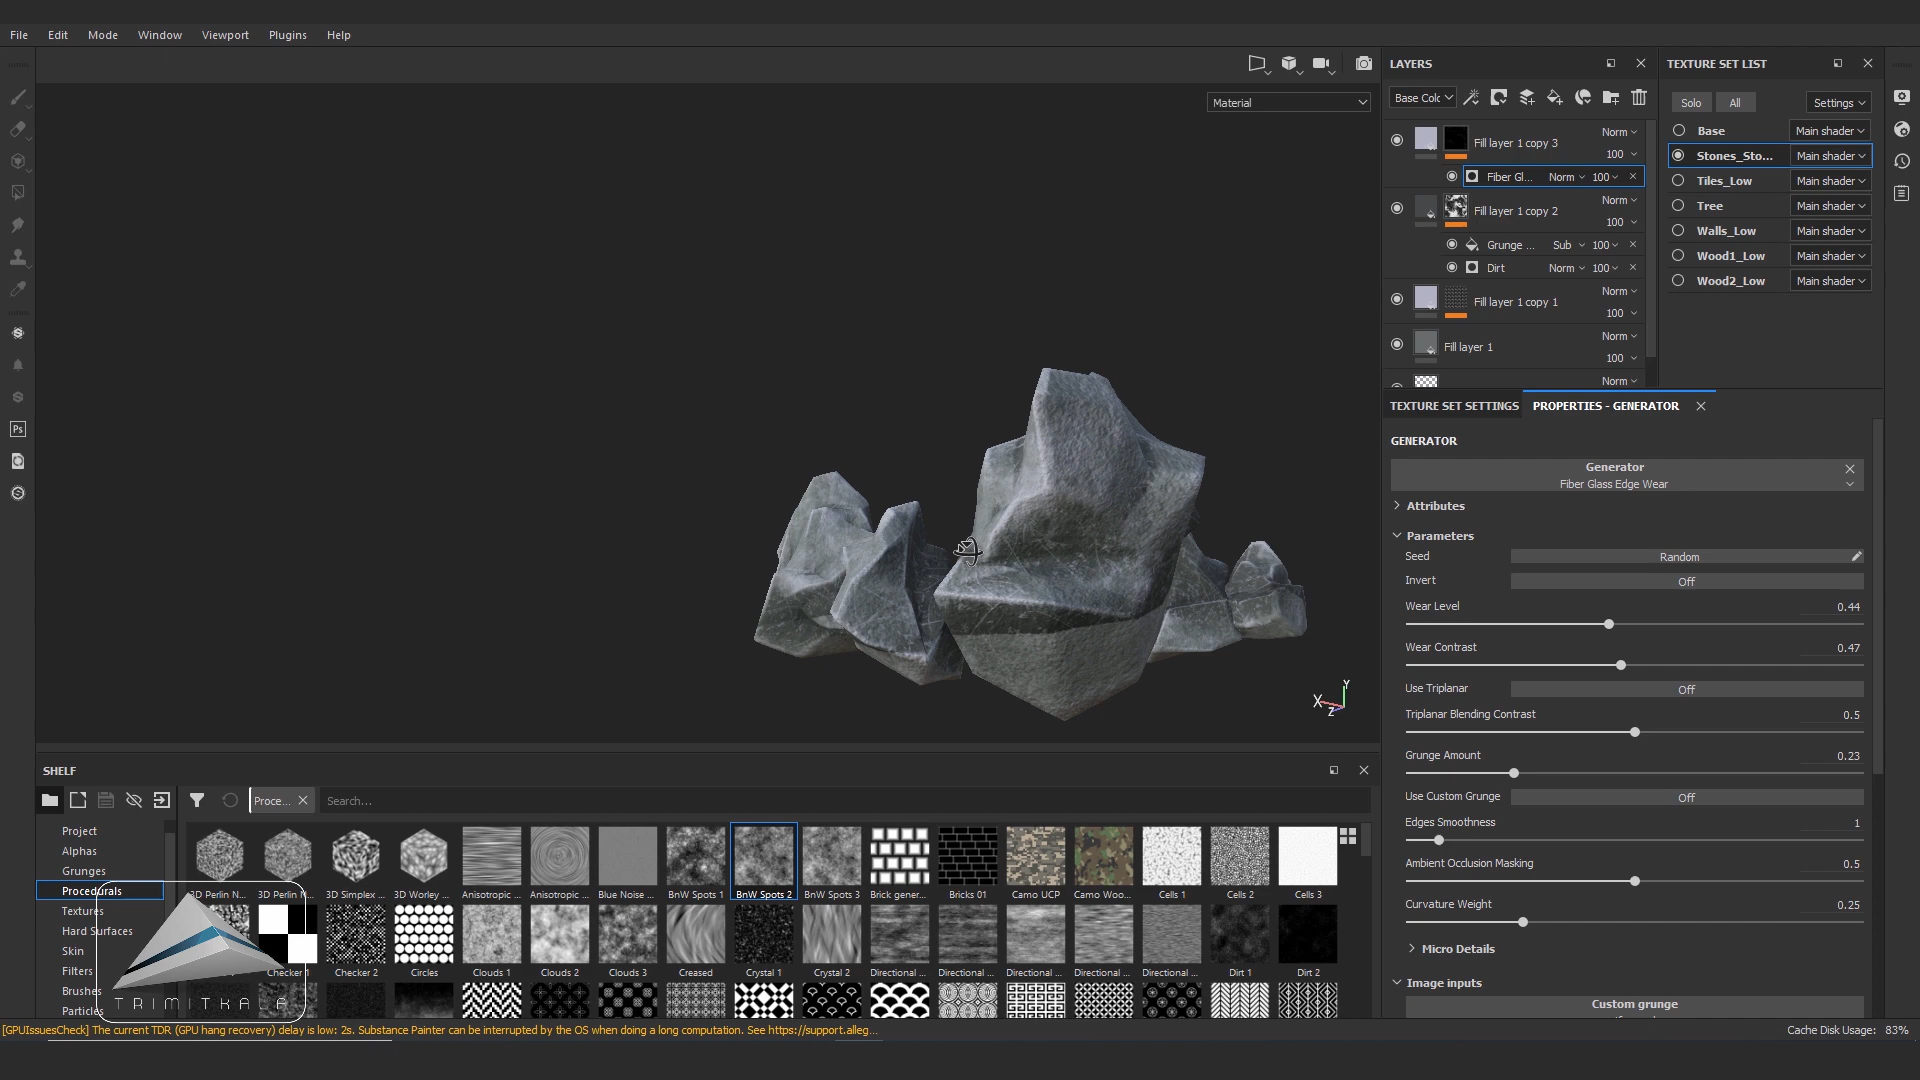 File Edit Mode Window Viewport Plugins Help
Material
LAYERS
Base Colc
Fill layer 1 copy 3 Norm
100
Fiber Gl... Norm 100
Fill layer 1 copy 2 Norm
100
Grunge ... Sub 100
Dirt Norm 100
Fill layer 1 copy 1 Norm
100
Fill layer 1 Norm
100
Norm
TEXTURE SET LIST
Solo All Settings
Base Main shader
Stones_Sto... Main shader
Tiles_Low Main shader
Tree Main shader
Walls_Low Main shader
Wood1_Low Main shader
Wood2_Low Main shader
Ps
X Y Z
TEXTURE SET SETTINGS PROPERTIES - GENERATOR
GENERATOR
Generator
Fiber Glass Edge Wear
Attributes
Parameters
Seed Random
Invert Off
Wear Level 0.44
Wear Contrast 0.47
Use Triplanar Off
Triplanar Blending Contrast 0.5
Grunge Amount 0.23
Use Custom Grunge Off
Edges Smoothness 1
Ambient Occlusion Masking 0.5
Curvature Weight 0.25
Micro Details
Image inputs
Custom grunge
SHELF
Proce... Search...
Project
Alphas
Grunges
Procedurals
Textures
Hard Surfaces
Skin
Filters
Brushes
Particles
3D Perlin N... 3D Perlin N... 3D Simplex ... 3D Worley ... Anisotropic ... Anisotropic ... Blue Noise ... BnW Spots 1 BnW Spots 2 BnW Spots 3 Brick gener... Bricks 01 Camo UCP Camo Woo... Cells 1 Cells 2 Cells 3
Checker 1 Checker 2 Circles Clouds 1 Clouds 2 Clouds 3 Creased Crystal 1 Crystal 2 Directional ... Directional ... Directional ... Directional ... Directional ... Dirt 1 Dirt 2
TRIMITKALA
[GPUIssuesCheck] The current TDR (GPU hang recovery) delay is low: 2s. Substance Painter can be interrupted by the OS when doing a long computation. See https://support.alleg...
Cache Disk Usage: 83%